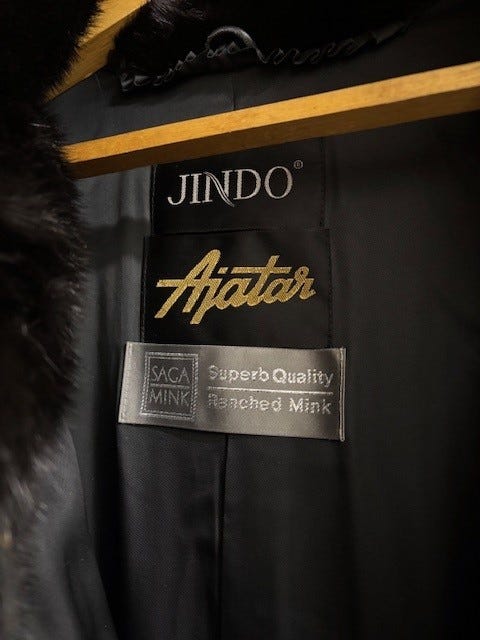 JINDO®
Ajatar
SAGA
MINK
Superb Quality
Ranched Mink